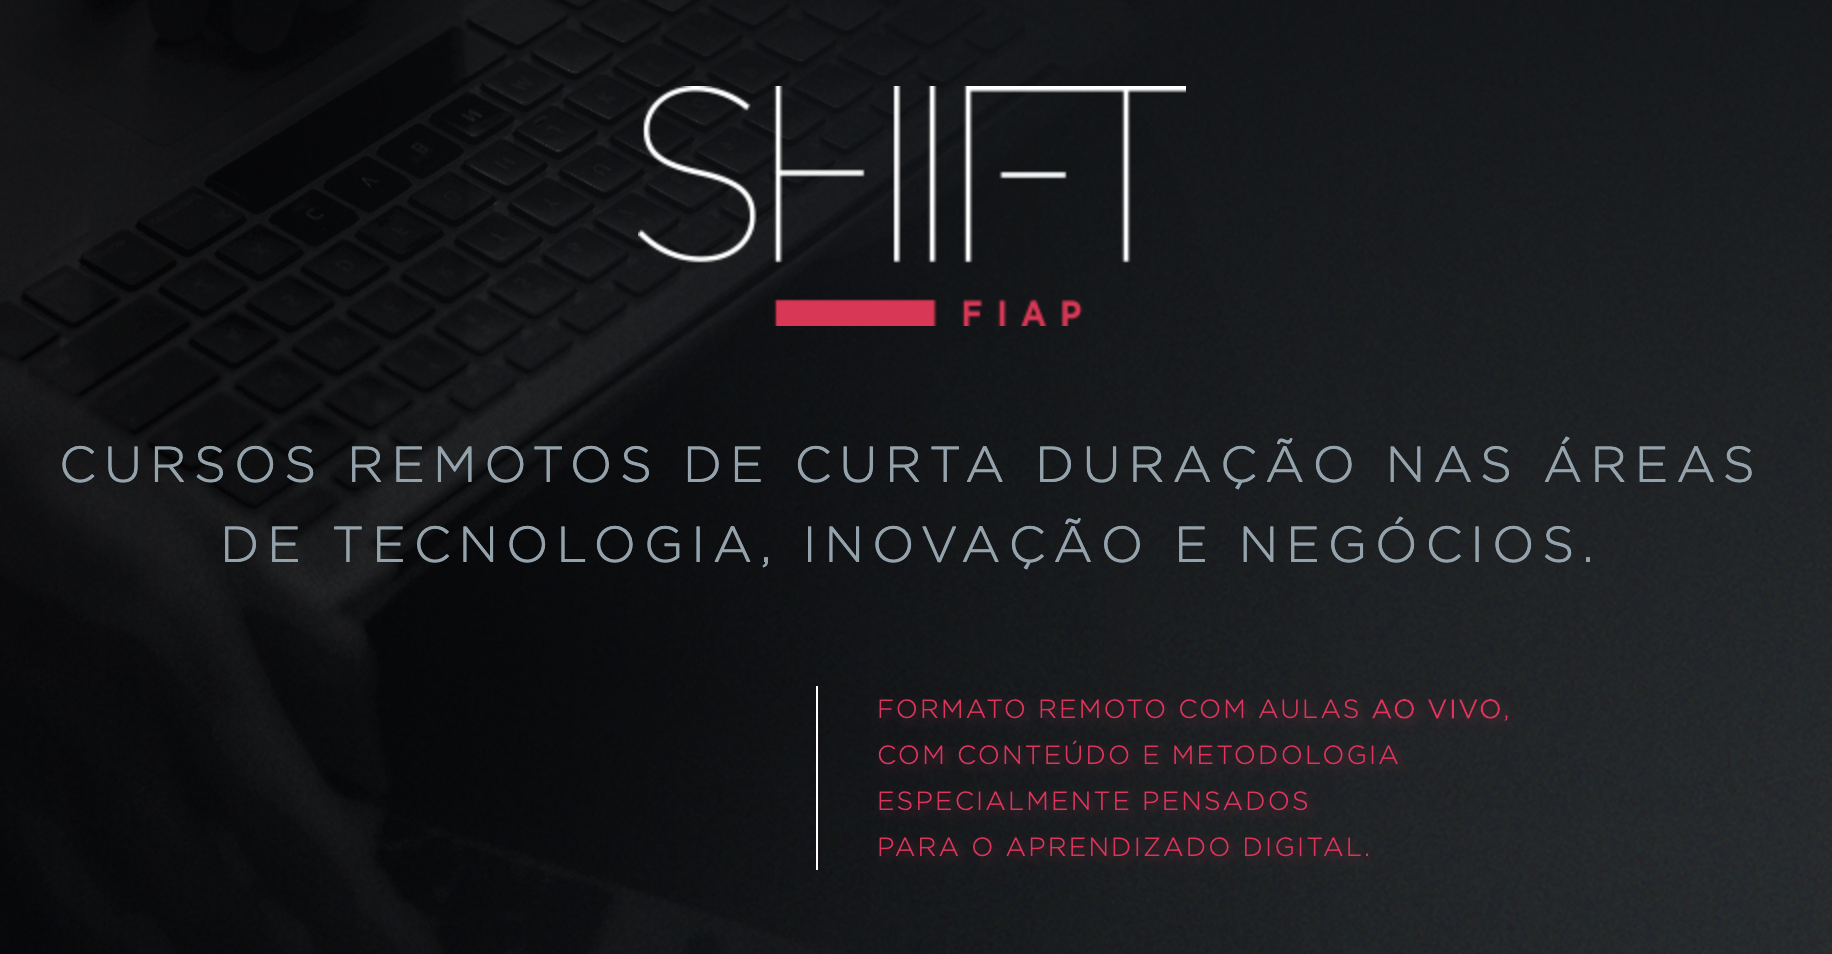 SHIFT
FIAP
CURSOS REMOTOS DE CURTA DURAÇÃO NAS ÁREAS
DE TECNOLOGIA, INOVAÇÃO E NEGÓCIOS.
FORMATO REMOTO COM AULAS AO VIVO,
COM CONTEÚDO E METODOLOGIA
ESPECIALMENTE PENSADOS
PARA O APRENDIZADO DIGITAL.